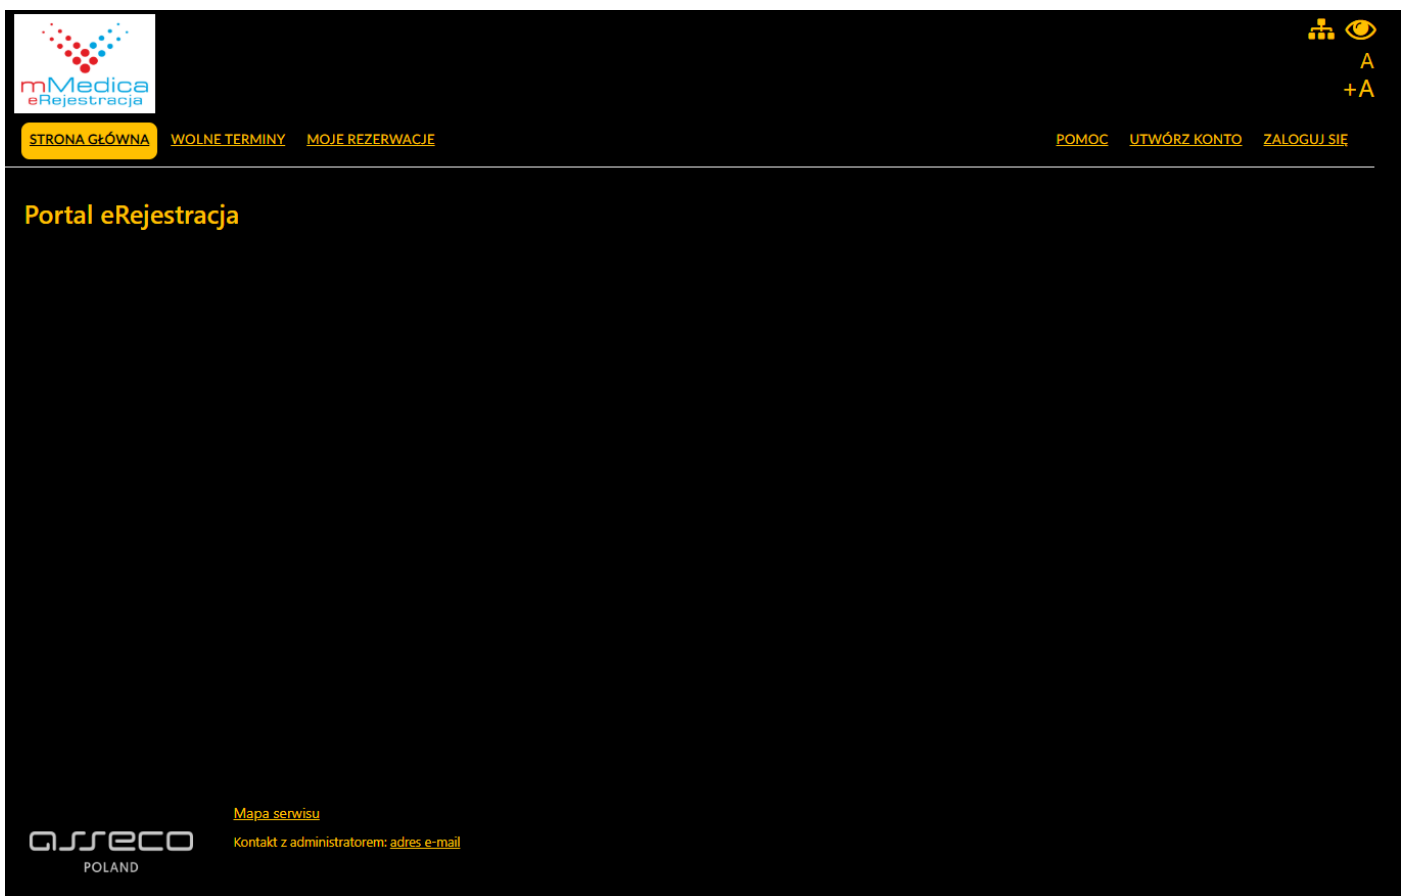 mMedica
eRejestracja
A
+A
STRONA GŁÓWNA WOLNE TERMINY MOJE REZERWACJE POMOC UTWÓRZ KONTO ZALOGUJ SIĘ
Portal eRejestracja
Mapa serwisu
Kontakt z administratorem: adres e-mail
asseco
POLAND